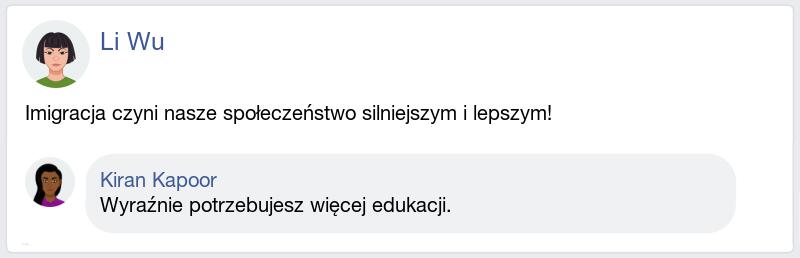 Li Wu
Imigracja czyni nasze społeczeństwo silniejszym i lepszym!
Kiran Kapoor
Wyraźnie potrzebujesz więcej edukacji.